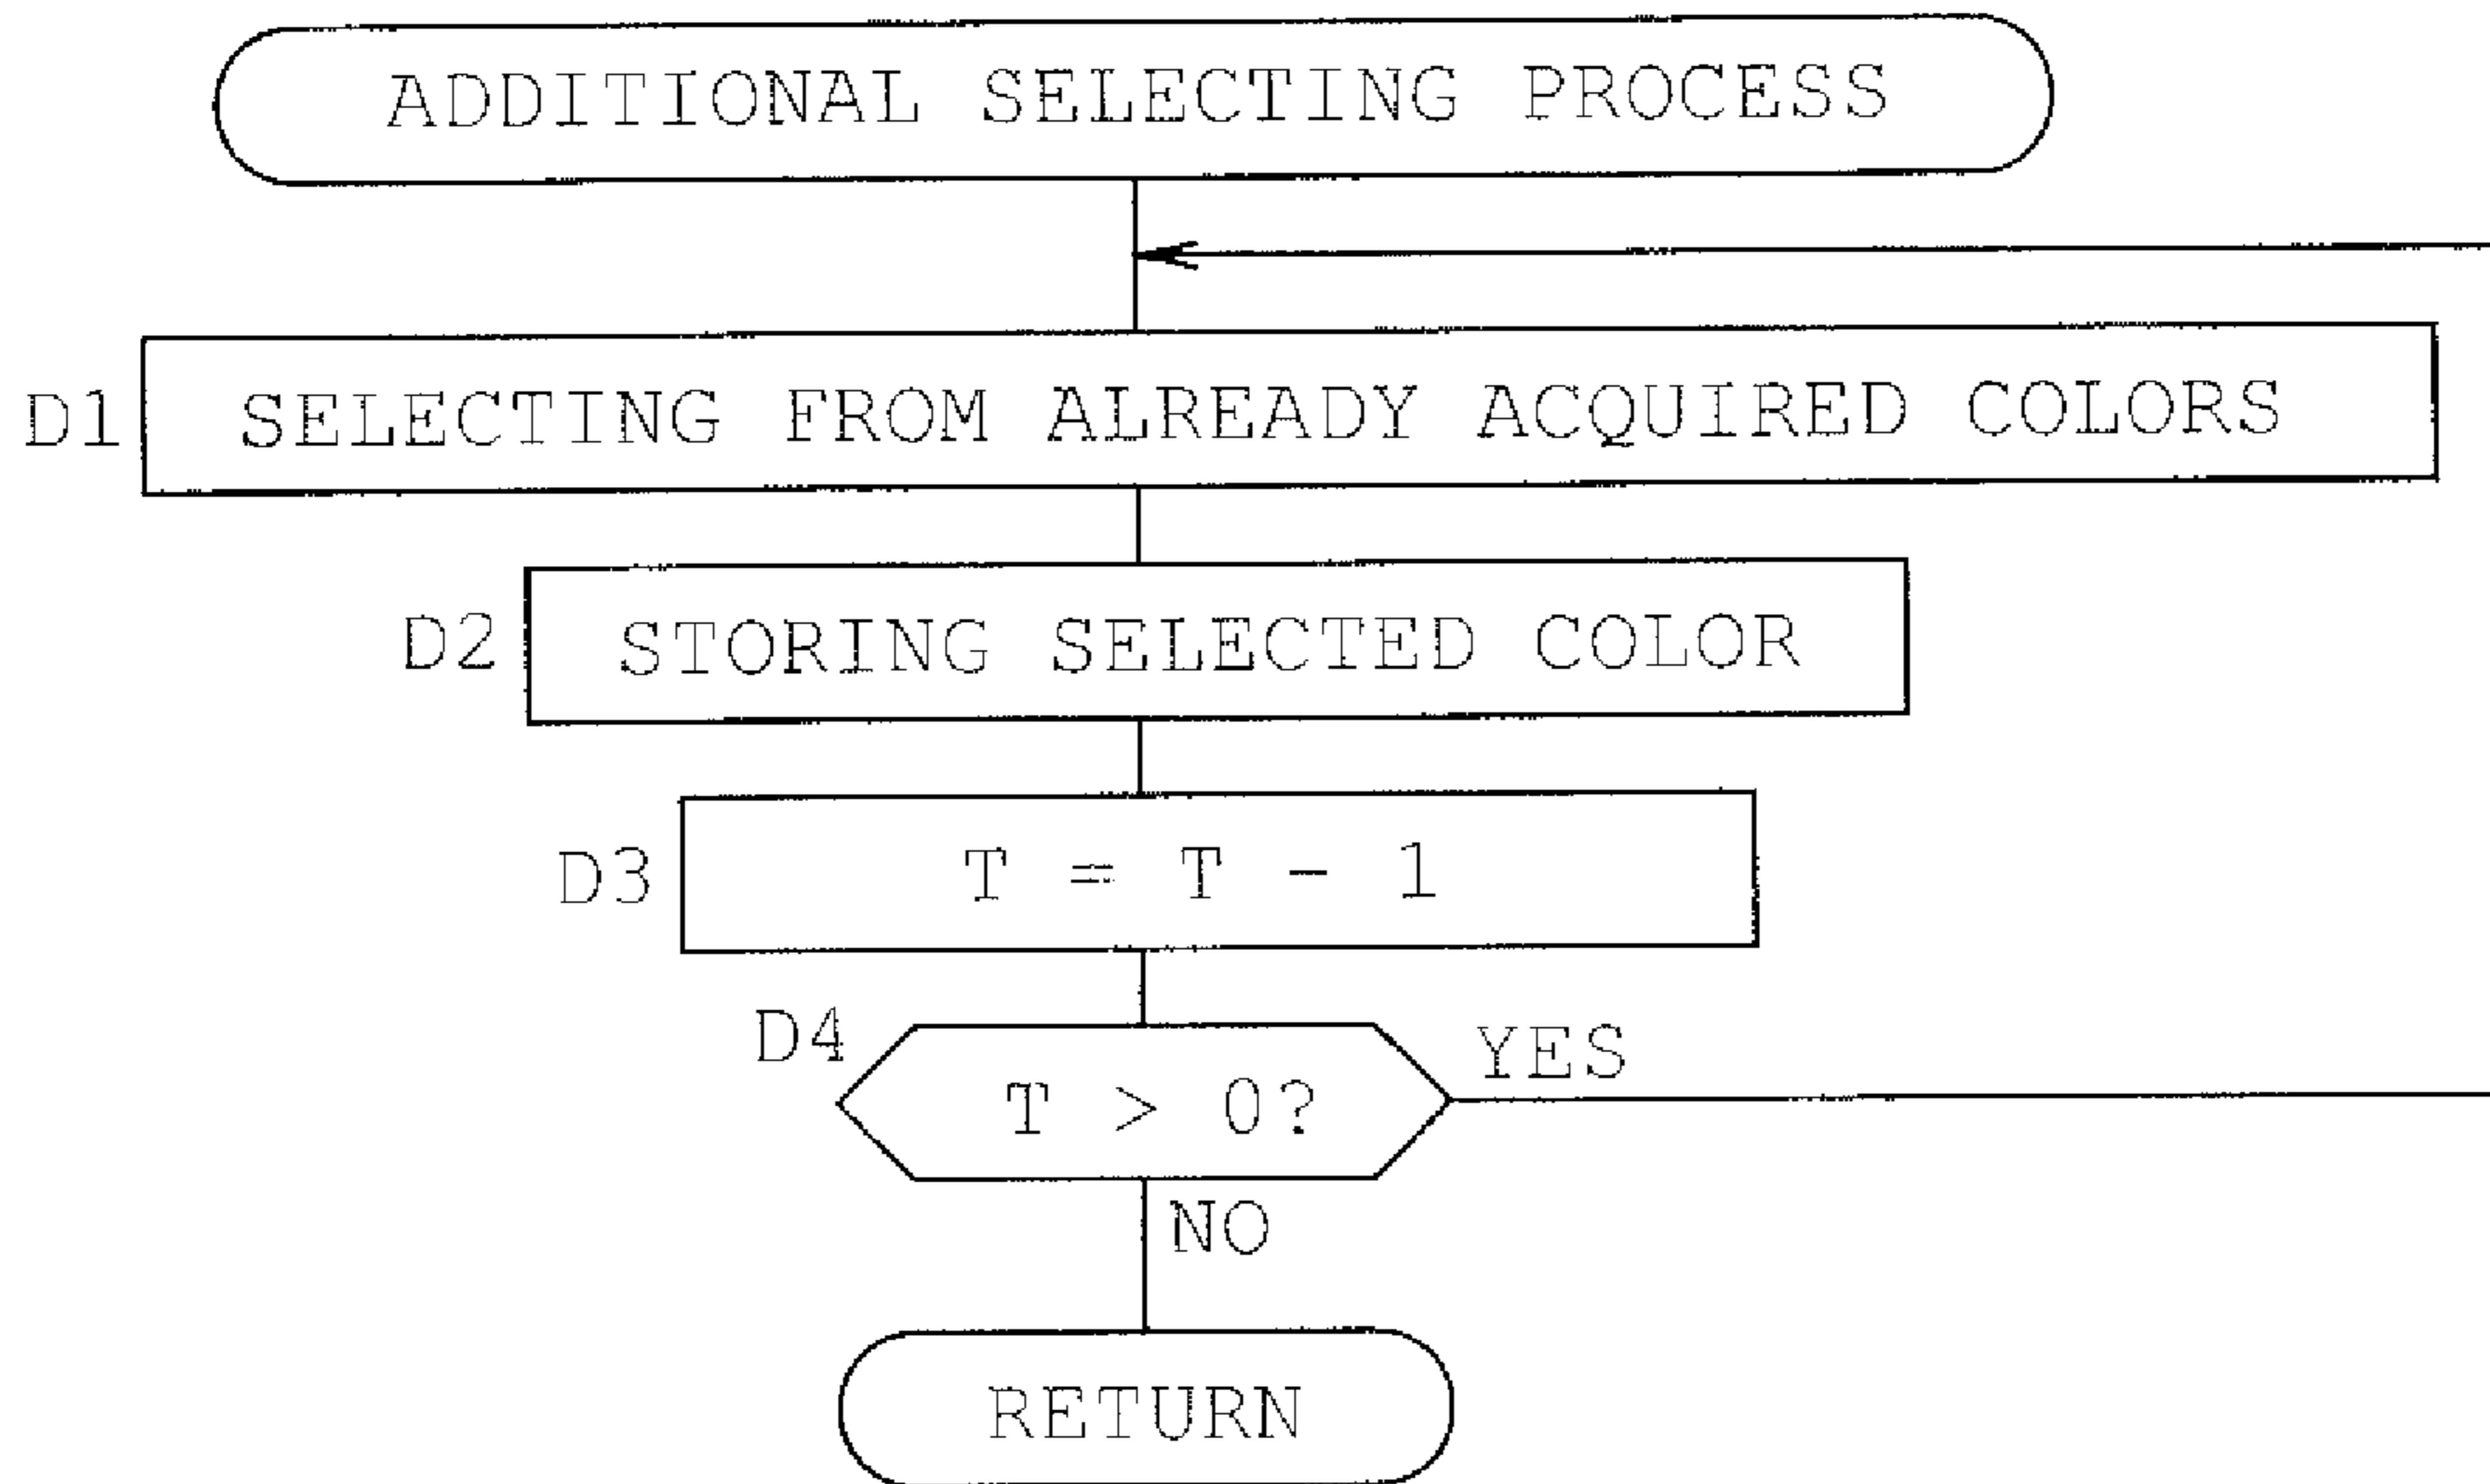 ADDITIONAL SELECTING PROCESS
D1 SELECTING FROM ALREADY ACQUIRED COLORS
D2 STORING SELECTED COLOR
D3 T = T - 1
D4
T > 0? YES
NO
RETURN